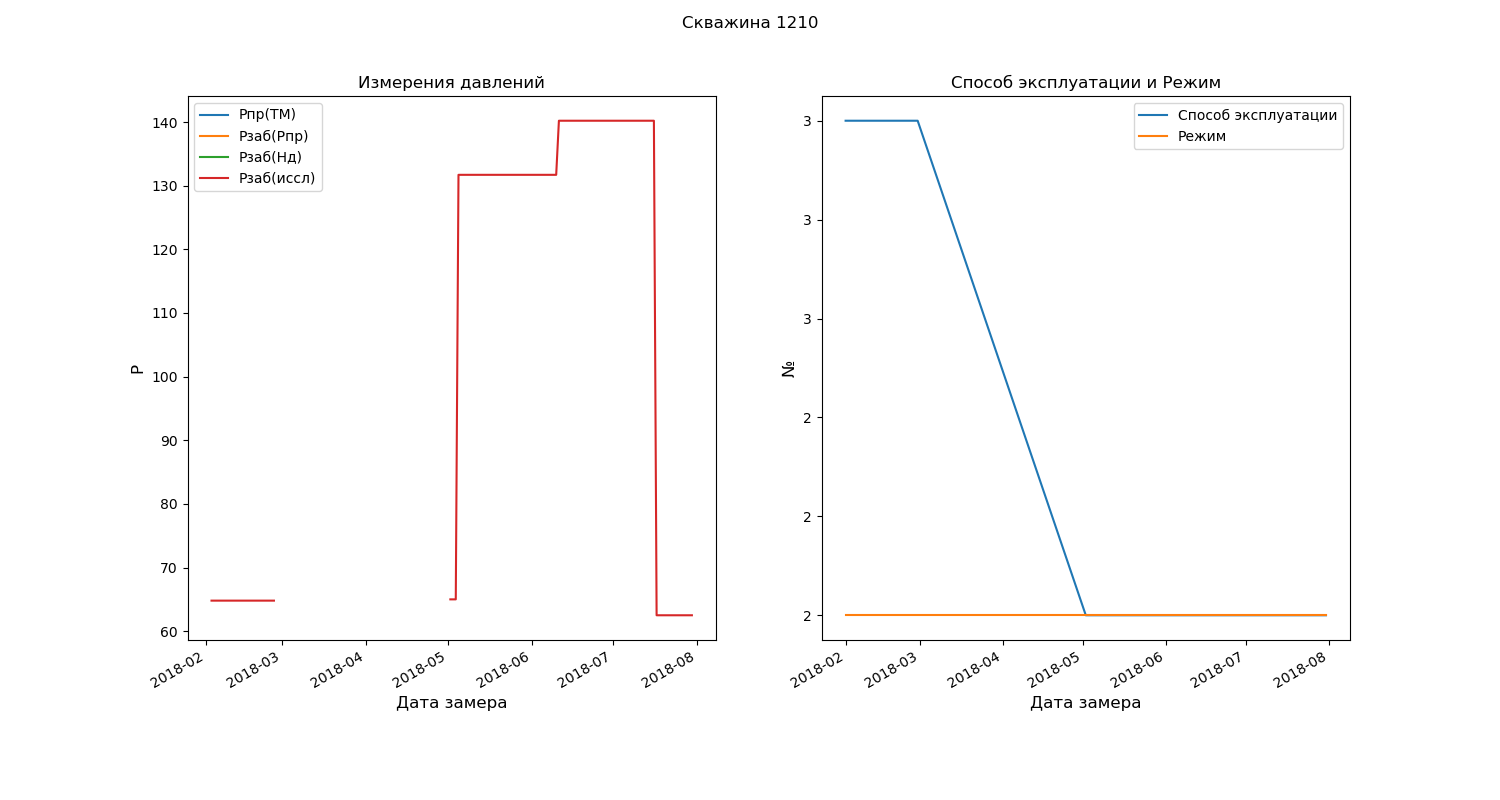 Скважина 1210
Измерения давлений
Рпр(ТМ)
Рзаб(Рпр)
Рзаб(Нд)
Рзаб(иссл)
140
130
120
110
100
90
80
70
60
Р
2018-02
2018-03
2018-04
2018-05
2018-06
2018-07
2018-08
Дата замера
Способ эксплуатации и Режим
Способ эксплуатации
Режим
3
3
3
2
2
2
№
2018-02
2018-03
2018-04
2018-05
2018-06
2018-07
2018-08
Дата замера